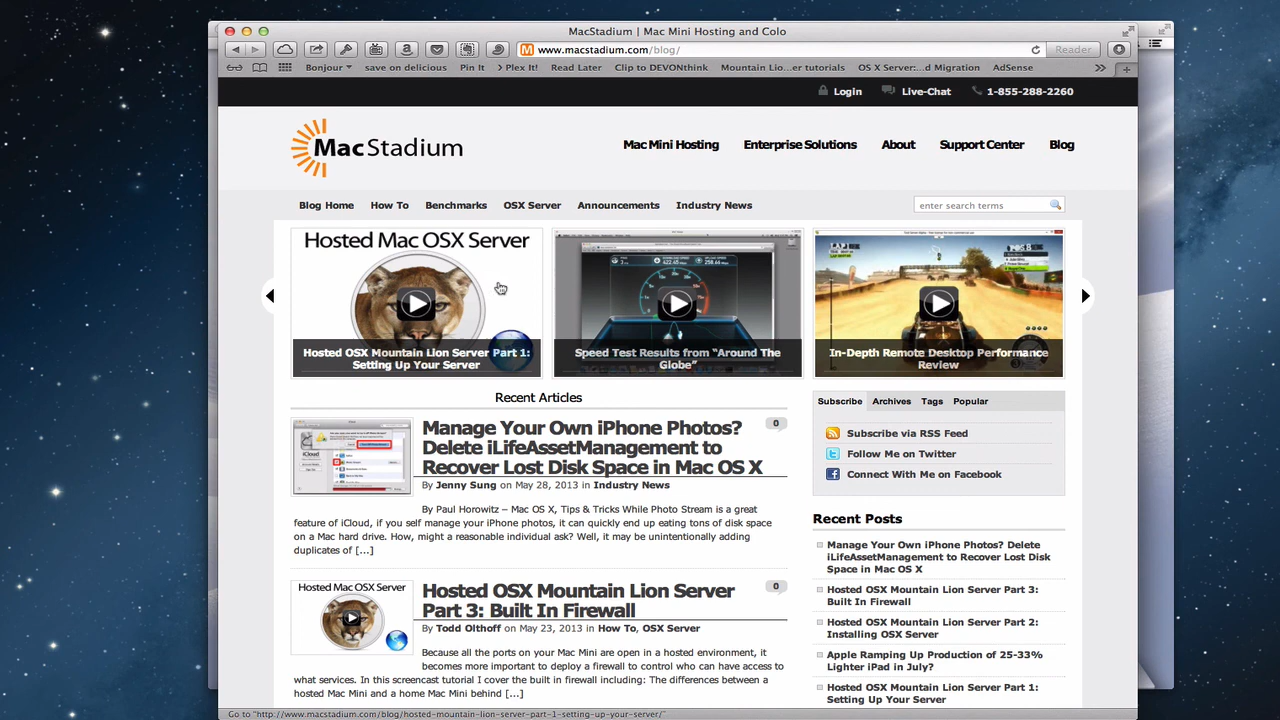 MacStadium | Mac Mini Hosting and Colo
www.macstadium.com/blog/
Reader
Bonjour save on delicious Pin It > Plex It! Read Later Clip to DEVONthink Mountain Lio...er tutorials OS X Server:...d Migration AdSense
Login Live-Chat 1-855-288-2260
MacStadium
Mac Mini Hosting Enterprise Solutions About Support Center Blog
Blog Home How To Benchmarks OSX Server Announcements Industry News
enter search terms
Hosted Mac OSX Server
Hosted OSX Mountain Lion Server Part 1:
Setting Up Your Server
Speed Test Results from “Around The
Globe”
In-Depth Remote Desktop Performance
Review
Recent Articles
Manage Your Own iPhone Photos?
Delete iLifeAssetManagement to
Recover Lost Disk Space in Mac OS X
0
By Jenny Sung on May 28, 2013 in Industry News
By Paul Horowitz – Mac OS X, Tips & Tricks While Photo Stream is a great
feature of iCloud, if you self manage your iPhone photos, it can quickly end up eating tons of disk space
on a Mac hard drive. How, might a reasonable individual ask? Well, it may be unintentionally adding
duplicates of [...]
Hosted Mac OSX Server
Hosted OSX Mountain Lion Server
Part 3: Built In Firewall
0
By Todd Olthoff on May 23, 2013 in How To, OSX Server
Because all the ports on your Mac Mini are open in a hosted environment, it
becomes more important to deploy a firewall to control who can have access to
what services. In this screencast tutorial I cover the built in firewall including: The differences between a
hosted Mac Mini and a home Mac Mini behind [...]
Subscribe Archives Tags Popular
Subscribe via RSS Feed
Follow Me on Twitter
Connect With Me on Facebook
Recent Posts
Manage Your Own iPhone Photos? Delete
iLifeAssetManagement to Recover Lost Disk
Space in Mac OS X
Hosted OSX Mountain Lion Server Part 3:
Built In Firewall
Hosted OSX Mountain Lion Server Part 2:
Installing OSX Server
Apple Ramping Up Production of 25-33%
Lighter iPad in July?
Hosted OSX Mountain Lion Server Part 1:
Setting Up Your Server
Go to "http://www.macstadium.com/blog/hosted-mountain-lion-server-part-1-setting-up-your-server/"